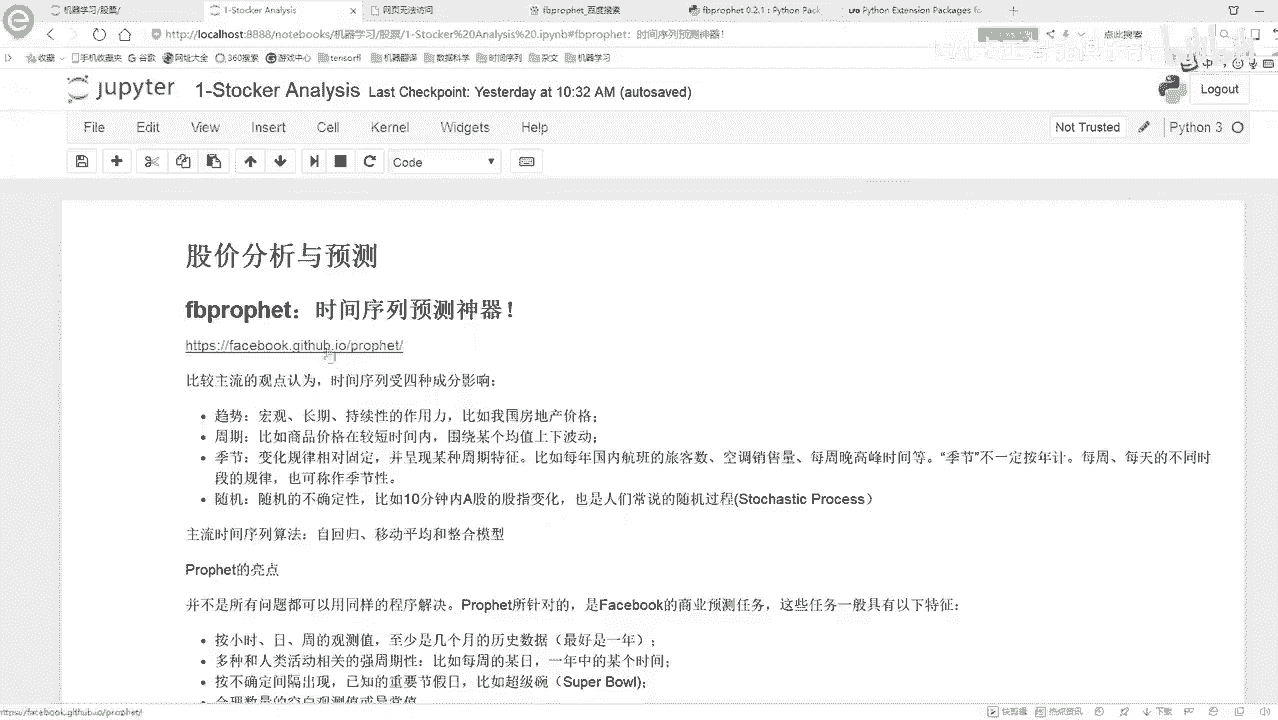 机器学习/股票/
1-Stocker Analysis
网页无法访问
fbprophet_百度搜索
fbprophet 0.2.1 : Python Pack
Python Extension Packages fo
http://localhost:8888/notebooks/机器学习/股票/1-Stocker%20Analysis%20.ipynb#fbprophet：时间序列预测神器！
点此搜索
收藏 手机收藏夹 谷歌 网址大全 360搜索 游戏中心 tensorfl 机器翻译 数据科学 时间序列 杂文 机器学习
jupyter 1-Stocker Analysis Last Checkpoint: Yesterday at 10:32 AM (autosaved)
Logout
File Edit View Insert Cell Kernel Widgets Help
Not Trusted Python 3
Code
股价分析与预测
fbprophet：时间序列预测神器！
https://facebook.github.io/prophet/
比较主流的观点认为，时间序列受四种成分影响：
• 趋势：宏观、长期、持续性的作用力，比如我国房地产价格；
• 周期：比如商品价格在较短时间内，围绕某个均值上下波动；
• 季节：变化规律相对固定，并呈现某种周期特征。比如每年国内航班的旅客数、空调销售量、每周晚高峰时间等。“季节”不一定按年计。每周、每天的不同时
段的规律，也可称作季节性。
• 随机：随机的不确定性，比如10分钟内A股的股指变化，也是人们常说的随机过程(Stochastic Process）
主流时间序列算法：自回归、移动平均和整合模型
Prophet的亮点
并不是所有问题都可以用同样的程序解决。Prophet所针对的，是Facebook的商业预测任务，这些任务一般具有以下特征：
• 按小时、日、周的观测值，至少是几个月的历史数据（最好是一年）；
• 多种和人类活动相关的强周期性：比如每周的某日，一年中的某个时间；
• 按不确定间隔出现，已知的重要节假日，比如超级碗（Super Bowl);
• 合理数量的空白观测值或异常值
https://facebook.github.io/prophet/
快剪辑 热点资讯 下载